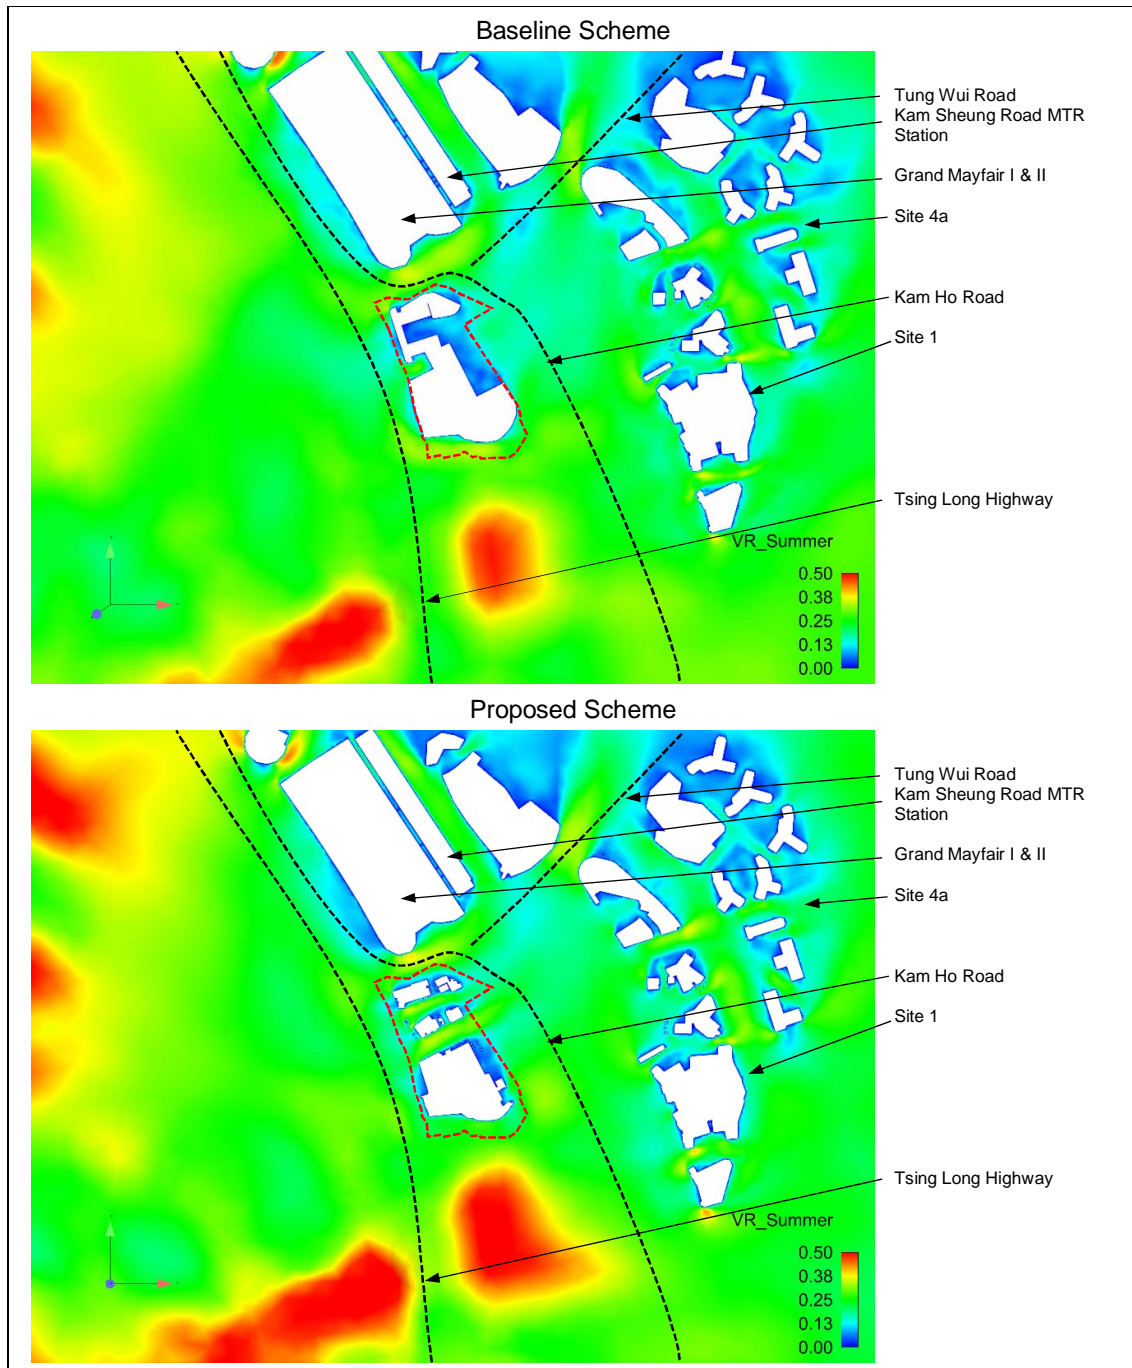 Baseline Scheme
Tung Wui Road
Kam Sheung Road MTR
Station
Grand Mayfair I & II
Site 4a
Kam Ho Road
Site 1
Tsing Long Highway
VR_Summer
0.50
0.38
0.25
0.13
0.00
Proposed Scheme
Tung Wui Road
Kam Sheung Road MTR
Station
Grand Mayfair I & II
Site 4a
Kam Ho Road
Site 1
Tsing Long Highway
VR_Summer
0.50
0.38
0.25
0.13
0.00